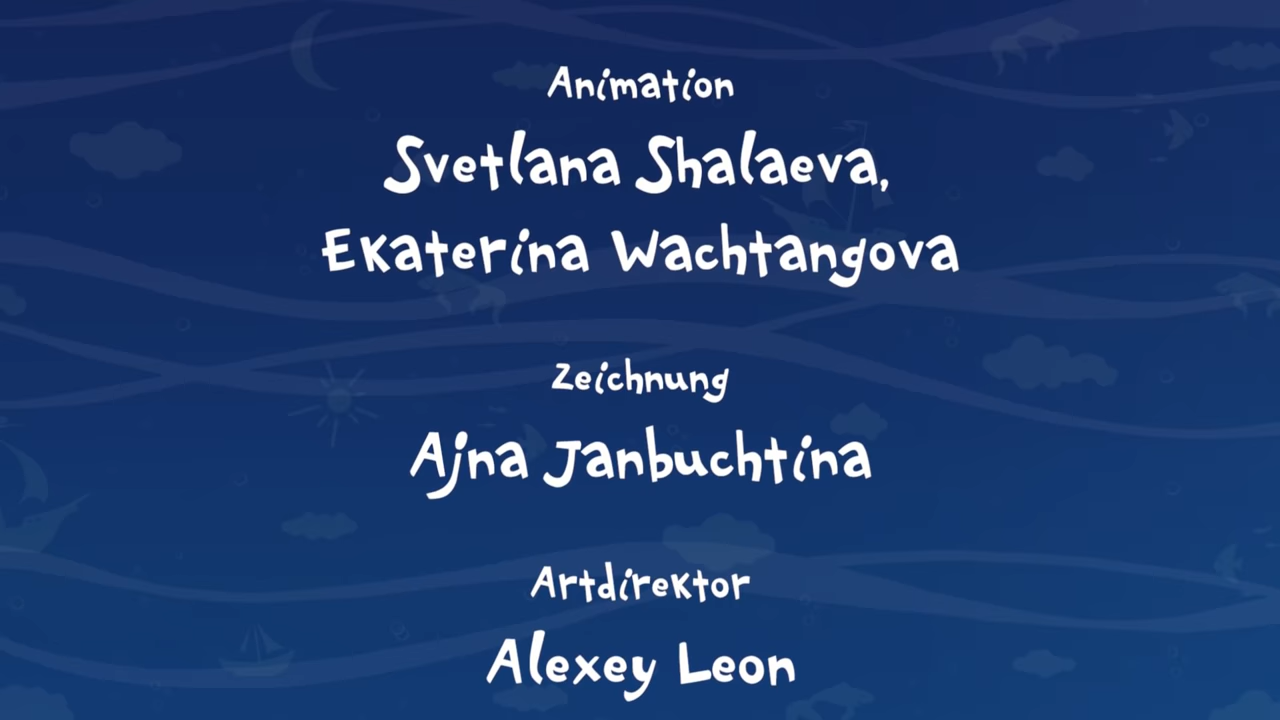 Animation
Svetlana Shalaeva,
Ekaterina Wachtangova
Zeichnung
Ajna Janbuchtina
Artdirektor
Alexey Leon